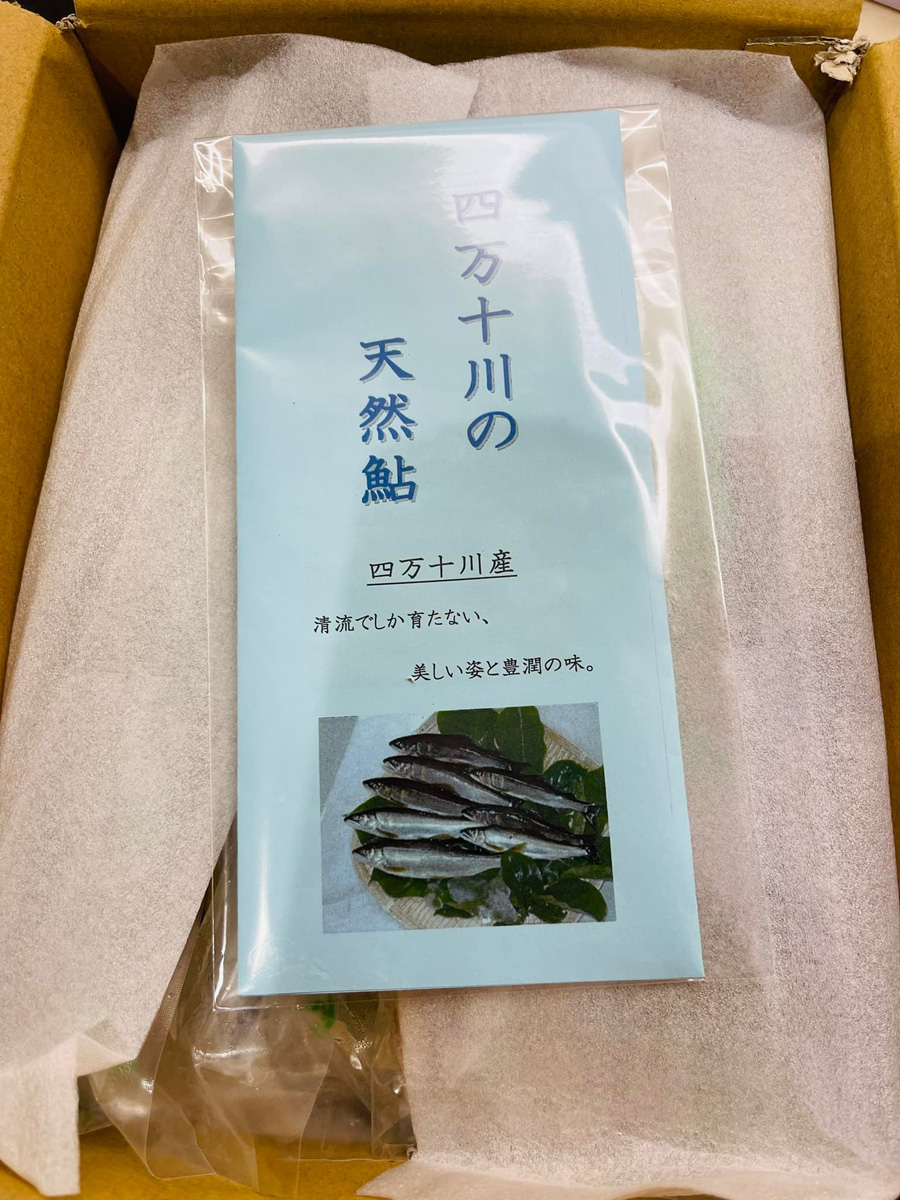 四万十川の
天然鮎
四万十川産
清流でしか育たない、
美しい姿と豊潤の味。